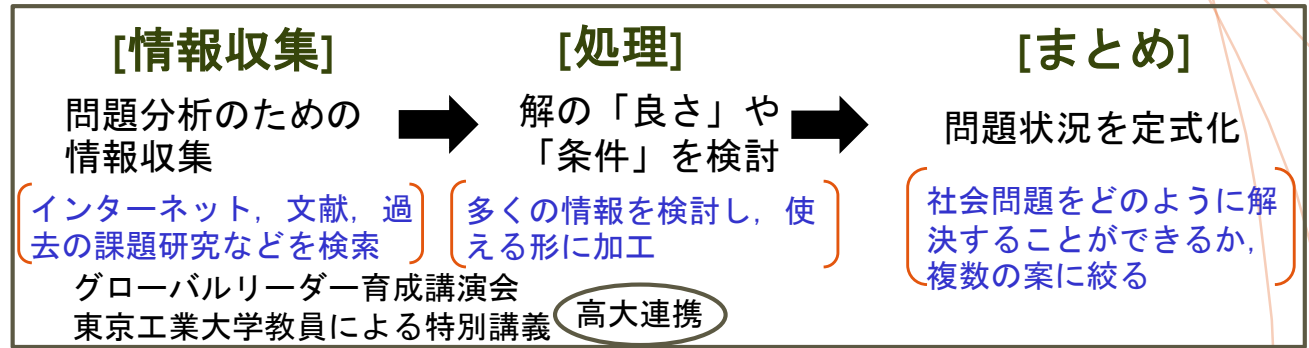 [情報収集]
問題分析のための
情報収集
インターネット，文献，過
去の課題研究などを検索
グローバルリーダー育成講演会
東京工業大学教員による特別講義
高大連携
[処理]
解の「良さ」や
「条件」を検討
多くの情報を検討し，使
える形に加工
[まとめ]
問題状況を定式化
社会問題をどのように解
決することができるか，
複数の案に絞る